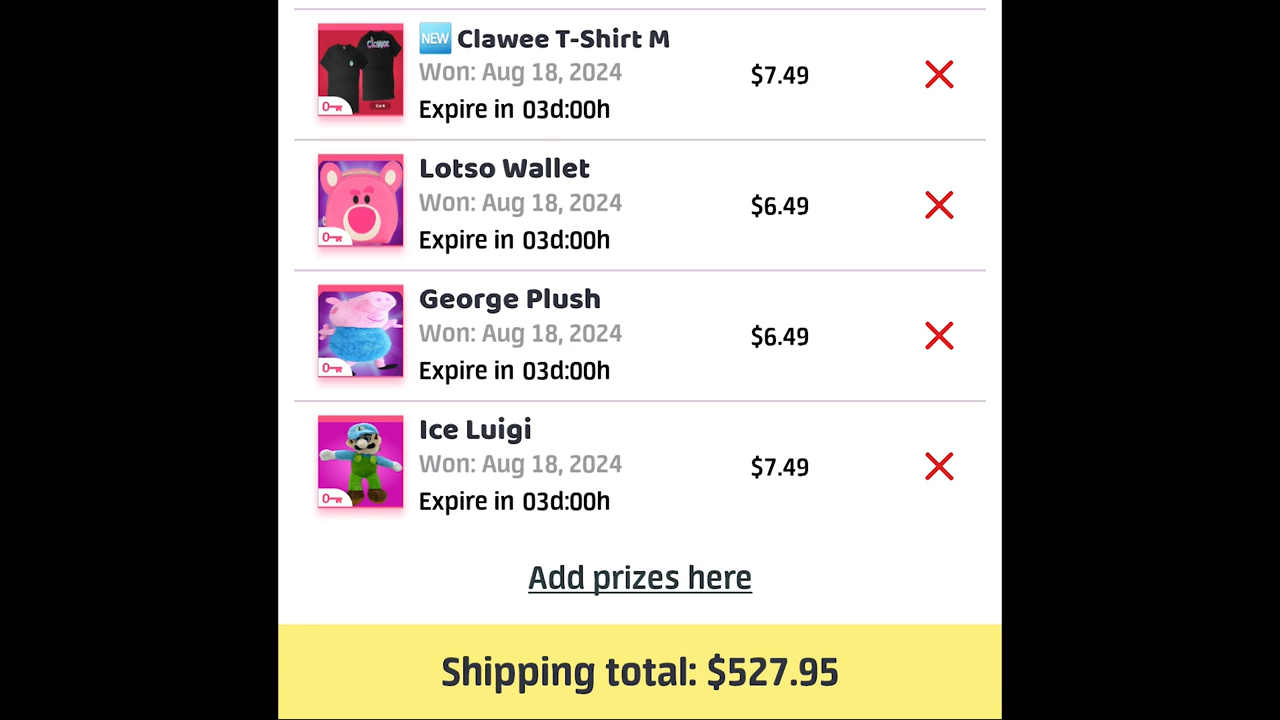 NEW Clawee T-Shirt M
Won: Aug 18, 2024
$7.49
Expire in 03d:00h
Lotso Wallet
Won: Aug 18, 2024
$6.49
Expire in 03d:00h
George Plush
Won: Aug 18, 2024
$6.49
Expire in 03d:00h
Ice Luigi
Won: Aug 18, 2024
$7.49
Expire in 03d:00h
Add prizes here
Shipping total: $527.95